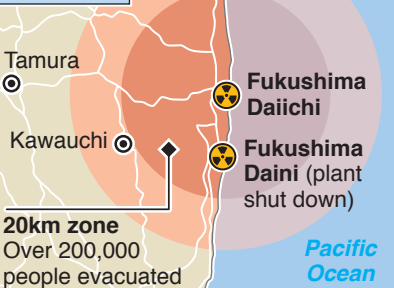 Tamura
Fukushima
Daiichi
Kawauchi
Fukushima
Daini (plant
shut down)
20km zone
Over 200,000
people evacuated
Pacific
Ocean